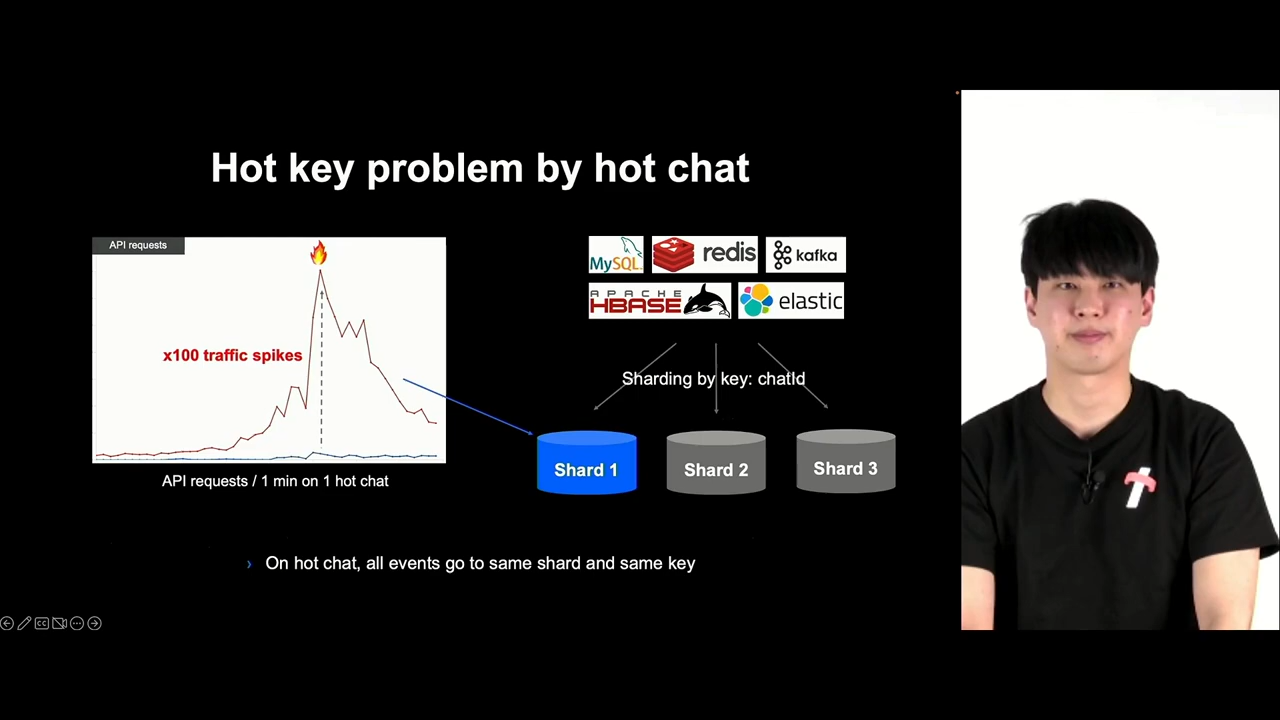 Hot key problem by hot chat
API requests
x100 traffic spikes
API requests / 1 min on 1 hot chat
MySQL
redis
kafka
APACHE
HBASE
elastic
Sharding by key: chatId
Shard 1
Shard 2
Shard 3
› On hot chat, all events go to same shard and same key
CC